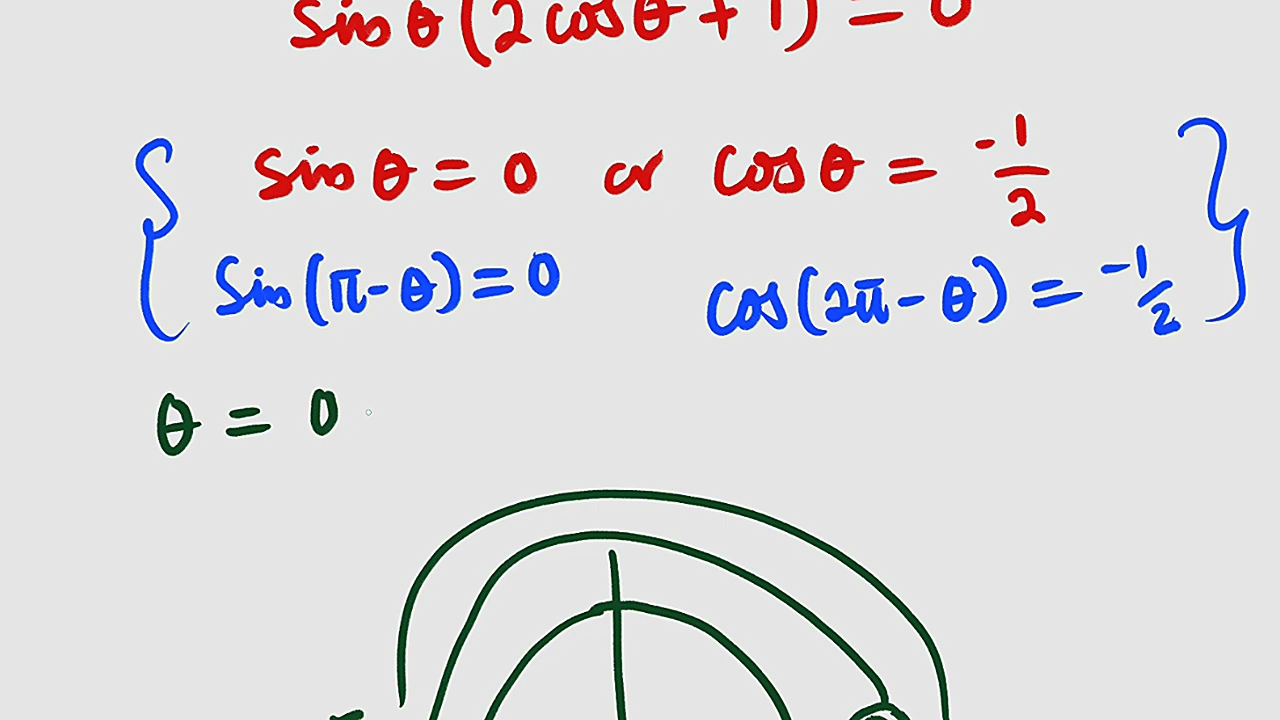 sinθ(2cosθ+1)=0
sinθ=0 or cosθ=-1/2
sin(π-θ)=0 cos(2π-θ)=-1/2
θ=0